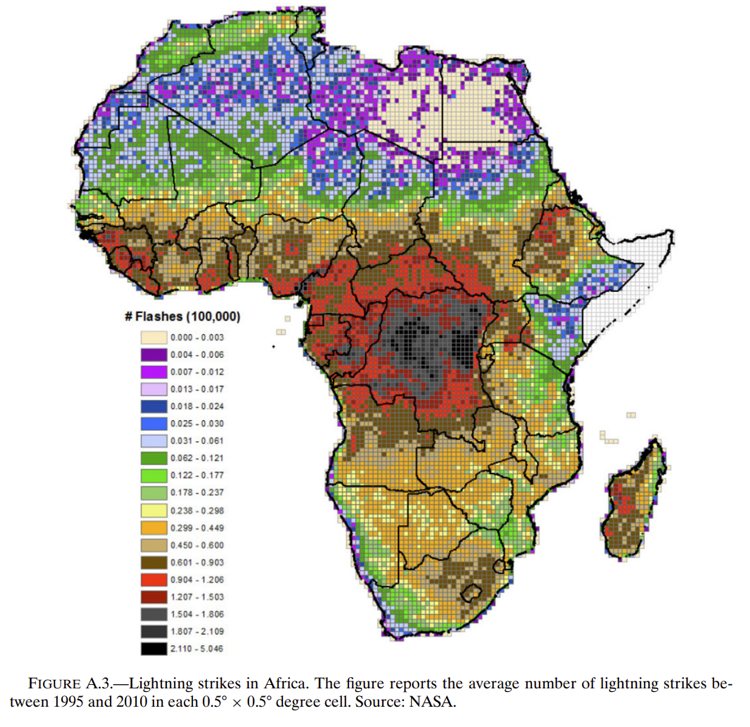 # Flashes (100,000)
0.000 - 0.003
0.004 - 0.006
0.007 - 0.012
0.013 - 0.017
0.018 - 0.024
0.025 - 0.030
0.031 - 0.061
0.062 - 0.121
0.122 - 0.177
0.178 - 0.237
0.238 - 0.298
0.299 - 0.449
0.450 - 0.600
0.601 - 0.903
0.904 - 1.206
1.207 - 1.503
1.504 - 1.806
1.807 - 2.109
2.110 - 5.046
FIGURE A.3.—Lightning strikes in Africa. The figure reports the average number of lightning strikes be-
tween 1995 and 2010 in each 0.5° × 0.5° degree cell. Source: NASA.